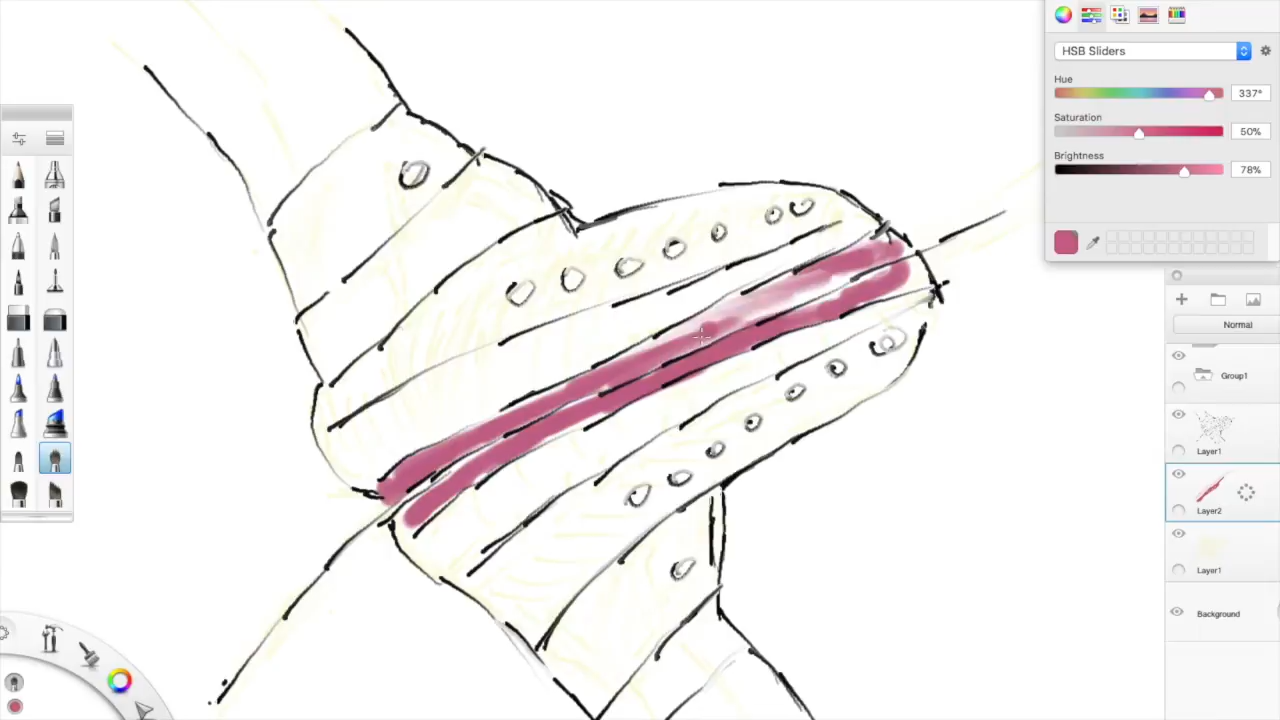 HSB Sliders
Hue
337°
Saturation
50%
Brightness
78%
Normal
Group1
Layer1
Layer2
Layer1
Background